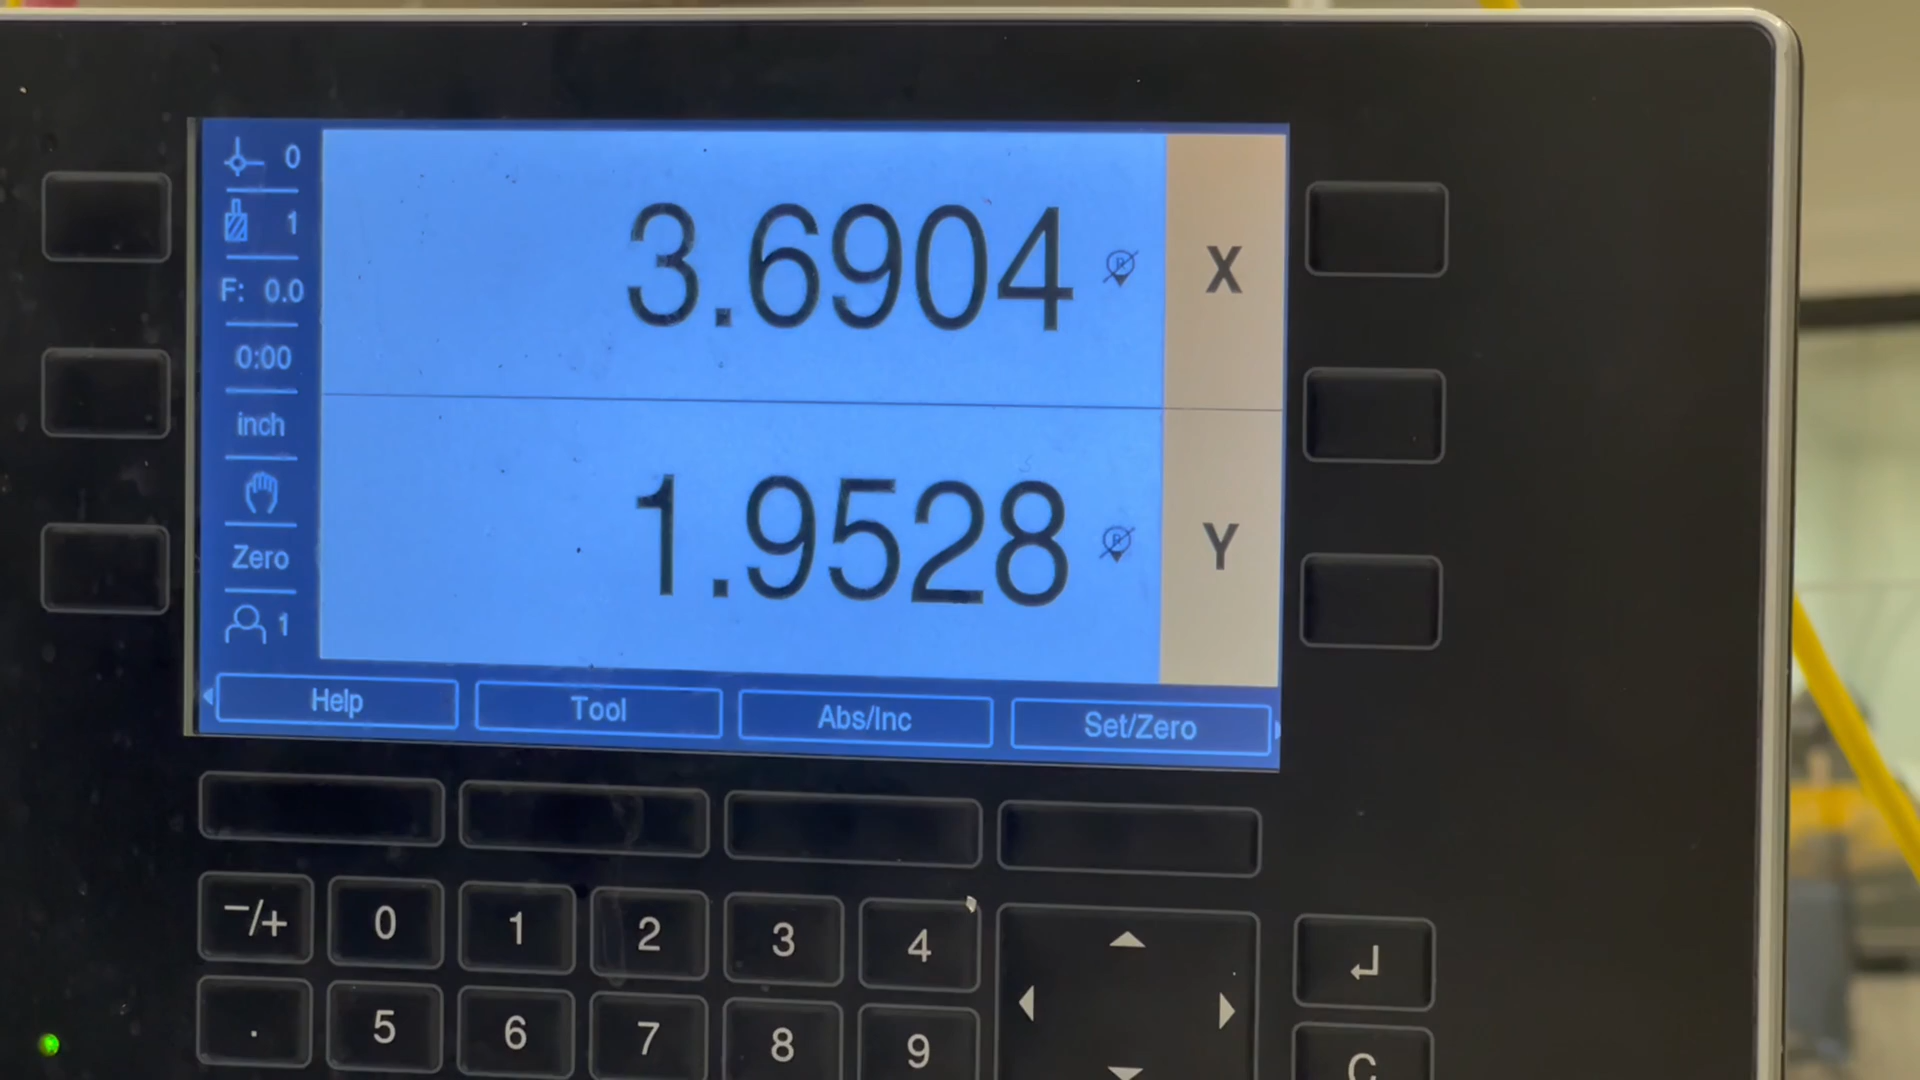 0
1
F: 0.0
0:00
inch
Zero
1
3.6904 R X
1.9528 R Y
Help Tool Abs/Inc Set/Zero
−/+ 0 1 2 3 4
. 5 6 7 8 9
C